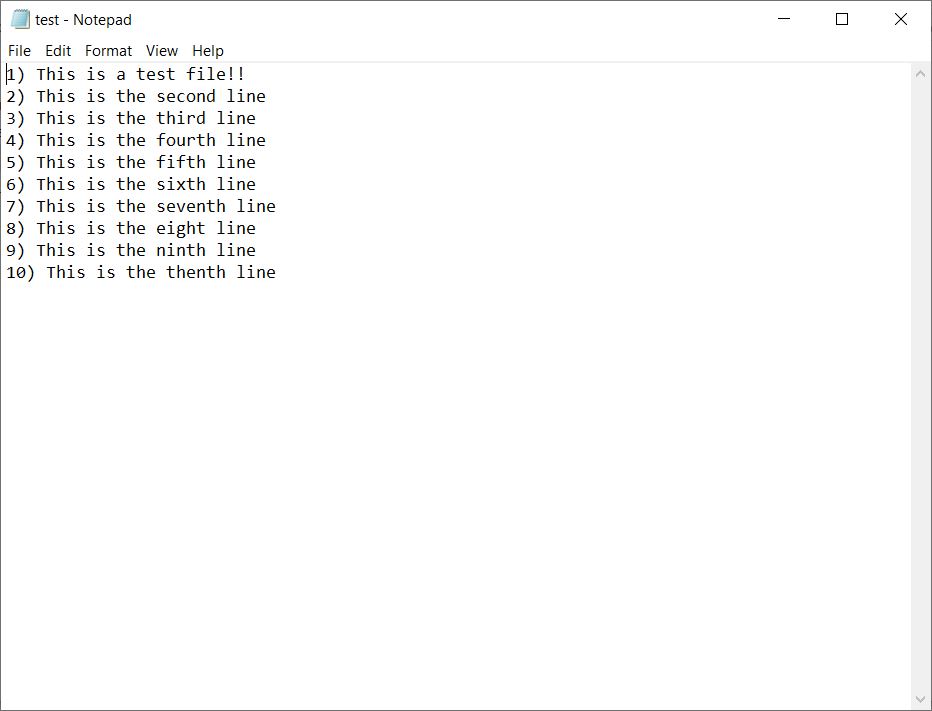 test - Notepad
File Edit Format View Help
1) This is a test file!!
2) This is the second line
3) This is the third line
4) This is the fourth line
5) This is the fifth line
6) This is the sixth line
7) This is the seventh line
8) This is the eight line
9) This is the ninth line
10) This is the thenth line